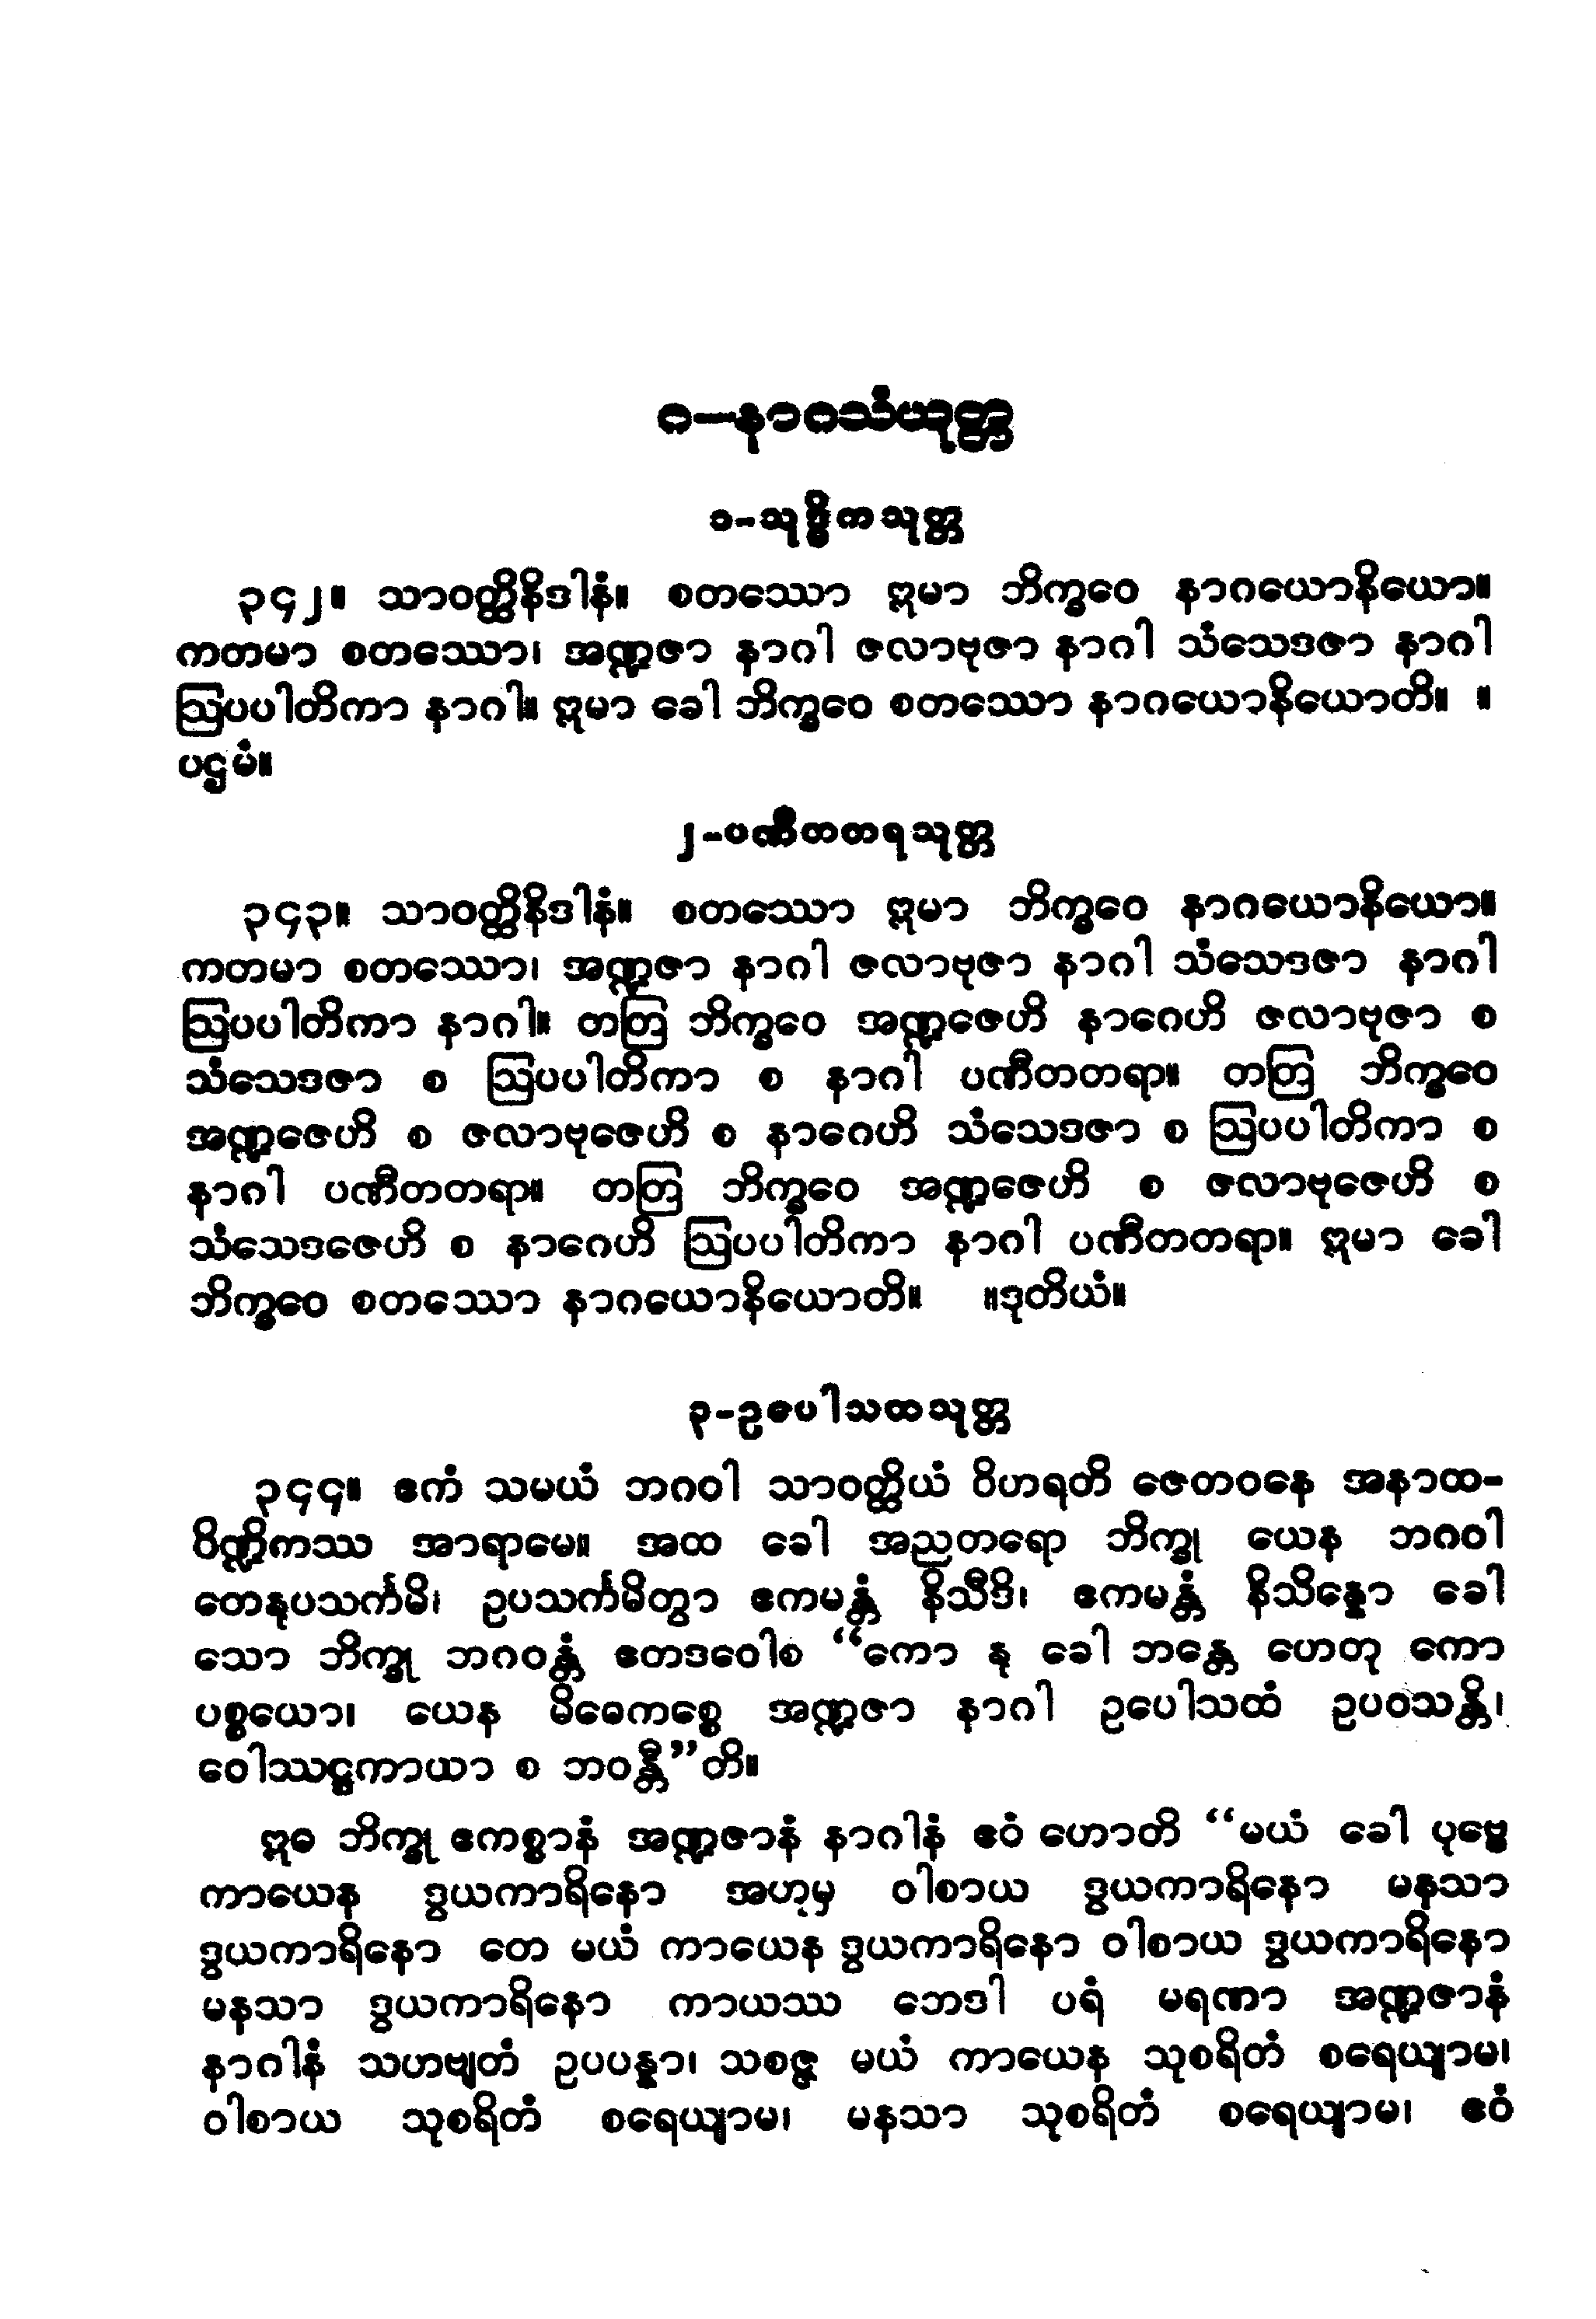 ဂ—နာဂသံယုတ္တ
၁-သုဒ္ဓိကသုတ္တ
၃၄၂။ သာဝတ္ထိနိဒါနံ။ စတဿော ဣမာ ဘိက္ခဝေ နာဂယောနိယော။
ကတမာ စတဿော၊ အဏ္ဍဇာ နာဂါ ဇလာဗုဇာ နာဂါ သံသေဒဇာ နာဂါ
ဩပပါတိကာ နာဂါ။ ဣမာ ခေါ ဘိက္ခဝေ စတဿော နာဂယောနိယောတိ။ ။
ပဌမံ။
၂-ပဏီတတရသုတ္တ
၃၄၃။ သာဝတ္ထိနိဒါနံ။ စတဿော ဣမာ ဘိက္ခဝေ နာဂယောနိယော။
ကတမာ စတဿော၊ အဏ္ဍဇာ နာဂါ ဇလာဗုဇာ နာဂါ သံသေဒဇာ နာဂါ
ဩပပါတိကာ နာဂါ။ တတြ ဘိက္ခဝေ အဏ္ဍဇေဟိ နာဂေဟိ ဇလာဗုဇာ စ
သံသေဒဇာ စ ဩပပါတိကာ စ နာဂါ ပဏီတတရာ။ တတြ ဘိက္ခဝေ
အဏ္ဍဇေဟိ စ ဇလာဗုဇေဟိ စ နာဂေဟိ သံသေဒဇာ စ ဩပပါတိကာ စ
နာဂါ ပဏီတတရာ။ တတြ ဘိက္ခဝေ အဏ္ဍဇေဟိ စ ဇလာဗုဇေဟိ စ
သံသေဒဇေဟိ စ နာဂေဟိ ဩပပါတိကာ နာဂါ ပဏီတတရာ။ ဣမာ ခေါ
ဘိက္ခဝေ စတဿော နာဂယောနိယောတိ။ ။ဒုတိယံ။
၃-ဥပေါသထသုတ္တ
၃၄၄။ ဧကံ သမယံ ဘဂဝါ သာဝတ္ထိယံ ဝိဟရတိ ဇေတဝနေ အနာထ-
ပိဏ္ဍိကဿ အာရာမေ။ အထ ခေါ အညတရော ဘိက္ခု ယေန ဘဂဝါ
တေနုပသင်္ကမိ၊ ဥပသင်္ကမိတွာ ဧကမန္တံ နိသီဒိ၊ ဧကမန္တံ နိသိန္နော ခေါ
သော ဘိက္ခု ဘဂဝန္တံ ဧတဒဝေါစ “ကော နု ခေါ ဘန္တေ ဟေတု ကော
ပစ္စယော၊ ယေန မိဓေကစ္စေ အဏ္ဍဇာ နာဂါ ဥပေါသထံ ဥပဝသန္တိ၊
ဝေါဿဋ္ဌကာယာ စ ဘဝန္တီ”တိ။
ဣဓ ဘိက္ခု ဧကစ္စာနံ အဏ္ဍဇာနံ နာဂါနံ ဧဝံ ဟောတိ “မယံ ခေါ ပုဗ္ဗေ
ကာယေန ဒွယကာရိနော အဟုမှ ဝါစာယ ဒွယကာရိနော မနသာ
ဒွယကာရိနော တေ မယံ ကာယေန ဒွယကာရိနော ဝါစာယ ဒွယကာရိနော
မနသာ ဒွယကာရိနော ကာယဿ ဘေဒါ ပရံ မရဏာ အဏ္ဍဇာနံ
နာဂါနံ သဟဗျတံ ဥပပန္နာ၊ သစဇ္ဇ မယံ ကာယေန သုစရိတံ စရေယျာမ၊
ဝါစာယ သုစရိတံ စရေယျာမ၊ မနသာ သုစရိတံ စရေယျာမ၊ ဧဝံ